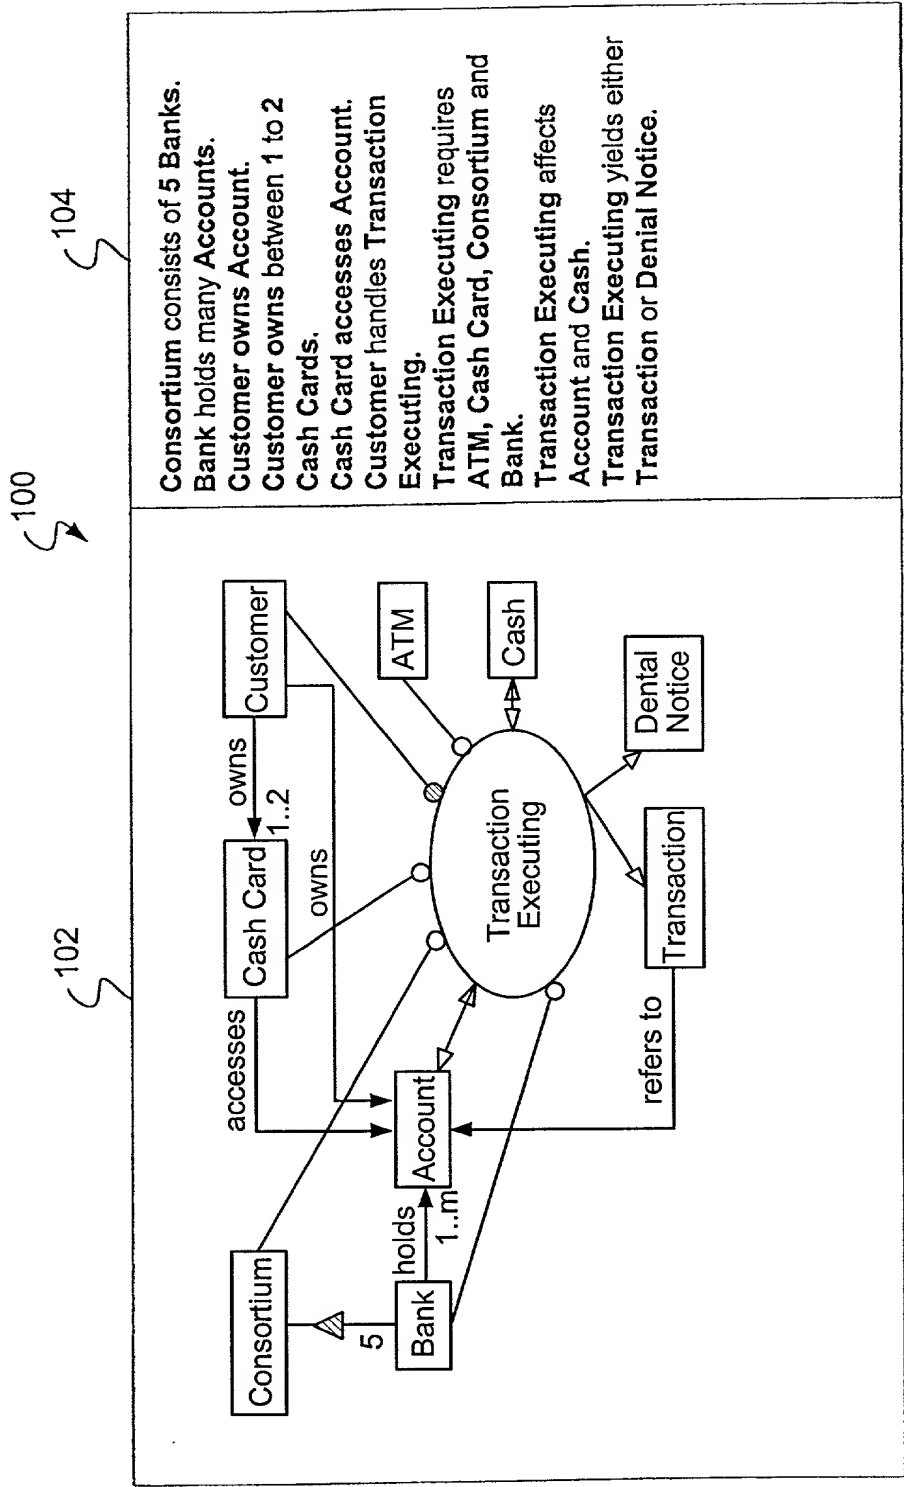 100
102
104
Consortium
5
Bank
holds
1..m
Account
accesses
Cash Card
owns
1..2
Customer
owns
ATM
Cash
Transaction
Executing
Dental
Notice
Transaction
refers to
Consortium consists of 5 Banks.
Bank holds many Accounts.
Customer owns Account.
Customer owns between 1 to 2
Cash Cards.
Cash Card accesses Account.
Customer handles Transaction
Executing.
Transaction Executing requires
ATM, Cash Card, Consortium and
Bank.
Transaction Executing affects
Account and Cash.
Transaction Executing yields either
Transaction or Denial Notice.